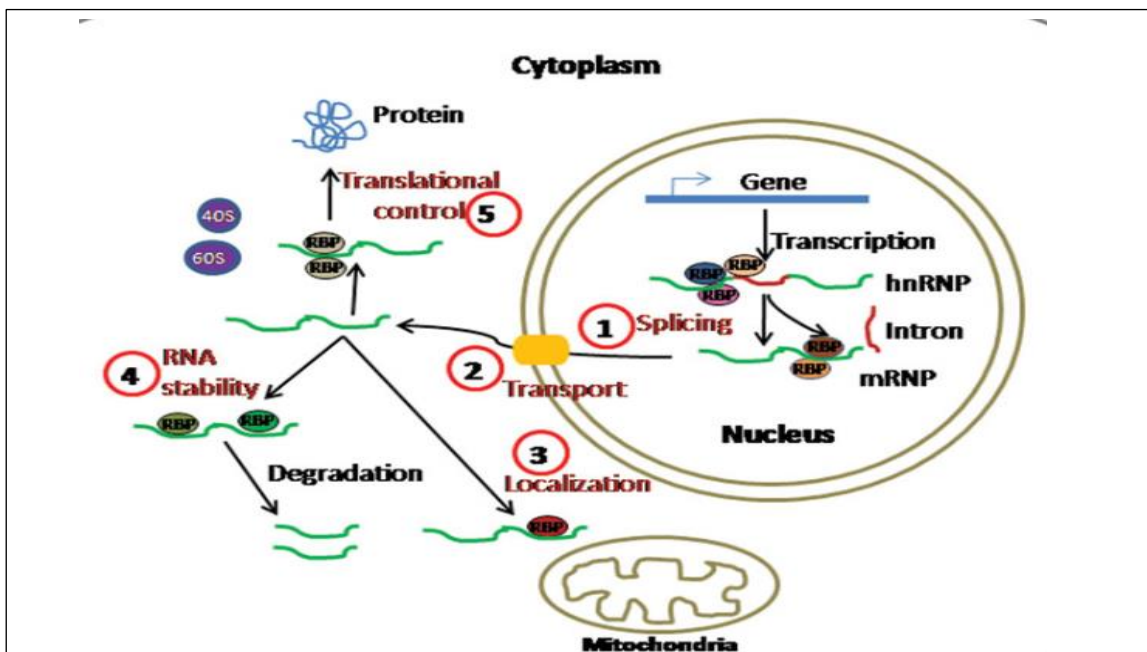 Cytoplasm
Protein
Translational
control 5
40S
60S
RBP
RBP
Gene
Transcription
RBP
RBP
RBP
hnRNP
1 Splicing
Intron
RBP
RBP
mRNP
2 Transport
Nucleus
4 RNA
stability
RBP
RBP
Degradation
3
Localization
RBP
Mitochondria